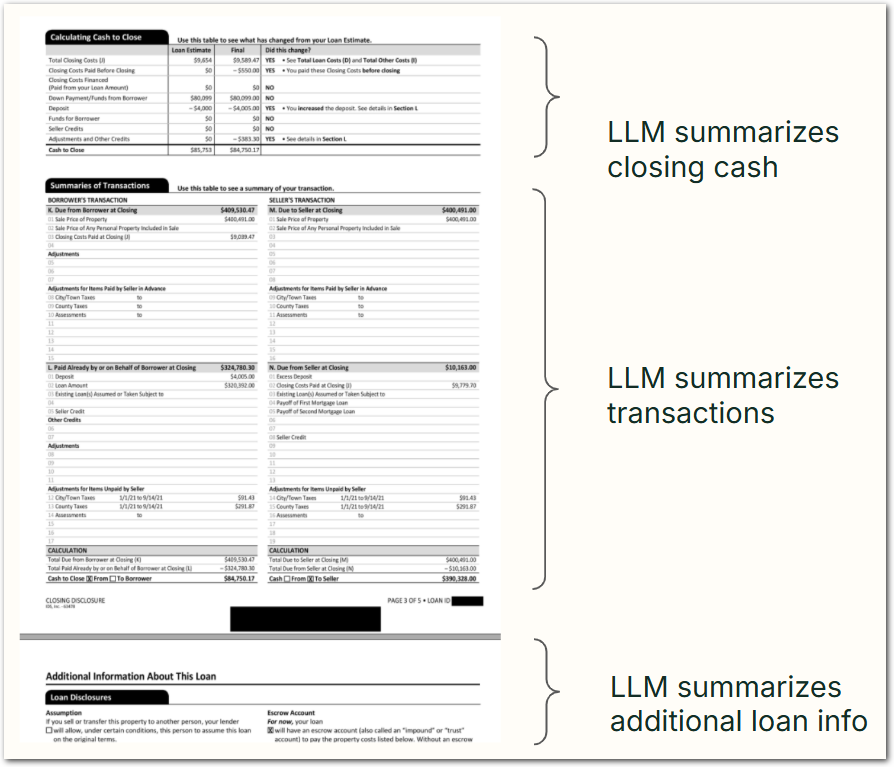 Calculating Cash to Close Use this table to see what has changed from your Loan Estimate.
Loan Estimate Final Did this change?
Total Closing Costs (J) $9,654 $9,589.47 YES • See Total Loan Costs (D) and Total Other Costs (I)
Closing Costs Paid Before Closing $0 – $550.00 YES • You paid these Closing Costs before closing
Closing Costs Financed
(Paid from your Loan Amount) $0 $0 NO
Down Payment/Funds from Borrower $80,099 $80,099.00 NO
Deposit – $4,000 – $4,005.00 YES • You increased the deposit. See details in Section L
Funds for Borrower $0 $0 NO
Seller Credits $0 $0 NO
Adjustments and Other Credits $0 – $383.30 YES • See details in Section L
Cash to Close $85,753 $84,750.17
LLM summarizes
closing cash
Summaries of Transactions Use this table to see a summary of your transaction.
BORROWER'S TRANSACTION
K. Due from Borrower at Closing $409,530.47
01 Sale Price of Property $400,491.00
02 Sale Price of Any Personal Property Included in Sale
03 Closing Costs Paid at Closing (J) $9,039.47
04
Adjustments
05
06
07
Adjustments for Items Paid by Seller in Advance
08 City/Town Taxes to
09 County Taxes to
10 Assessments to
11
12
13
14
15
L. Paid Already by or on Behalf of Borrower at Closing $324,780.30
01 Deposit $4,005.00
02 Loan Amount $320,392.00
03 Existing Loan(s) Assumed or Taken Subject to
04
05 Seller Credit
Other Credits
06
07
Adjustments
08
09
10
11
Adjustments for Items Unpaid by Seller
12 City/Town Taxes 1/1/21 to 9/14/21 $91.43
13 County Taxes 1/1/21 to 9/14/21 $291.87
14 Assessments to
15
16
17
CALCULATION
Total Due from Borrower at Closing (K) $409,530.47
Total Paid Already by or on Behalf of Borrower at Closing (L) – $324,780.30
Cash to Close ☒ From ☐ To Borrower $84,750.17
SELLER'S TRANSACTION
M. Due to Seller at Closing $400,491.00
01 Sale Price of Property $400,491.00
02 Sale Price of Any Personal Property Included in Sale
03
04
05
06
07
08
Adjustments for Items Paid by Seller in Advance
09 City/Town Taxes to
10 County Taxes to
11 Assessments to
12
13
14
15
16
N. Due from Seller at Closing $10,163.00
01 Excess Deposit
02 Closing Costs Paid at Closing (J) $9,779.70
03 Existing Loan(s) Assumed or Taken Subject to
04 Payoff of First Mortgage Loan
05 Payoff of Second Mortgage Loan
06
07
08 Seller Credit
09
10
11
12
13
Adjustments for Items Unpaid by Seller
14 City/Town Taxes 1/1/21 to 9/14/21 $91.43
15 County Taxes 1/1/21 to 9/14/21 $291.87
16 Assessments to
17
18
19
CALCULATION
Total Due to Seller at Closing (M) $400,491.00
Total Due from Seller at Closing (N) – $10,163.00
Cash ☐ From ☒ To Seller $390,328.00
LLM summarizes
transactions
CLOSING DISCLOSURE PAGE 3 OF 5 • LOAN ID
Additional Information About This Loan
Loan Disclosures
Assumption
If you sell or transfer this property to another person, your lender
☐ will allow, under certain conditions, this person to assume this loan
on the original terms.
Escrow Account
For now, your loan
☒ will have an escrow account (also called an "impound" or "trust"
account) to pay the property costs listed below. Without an escrow
LLM summarizes
additional loan info